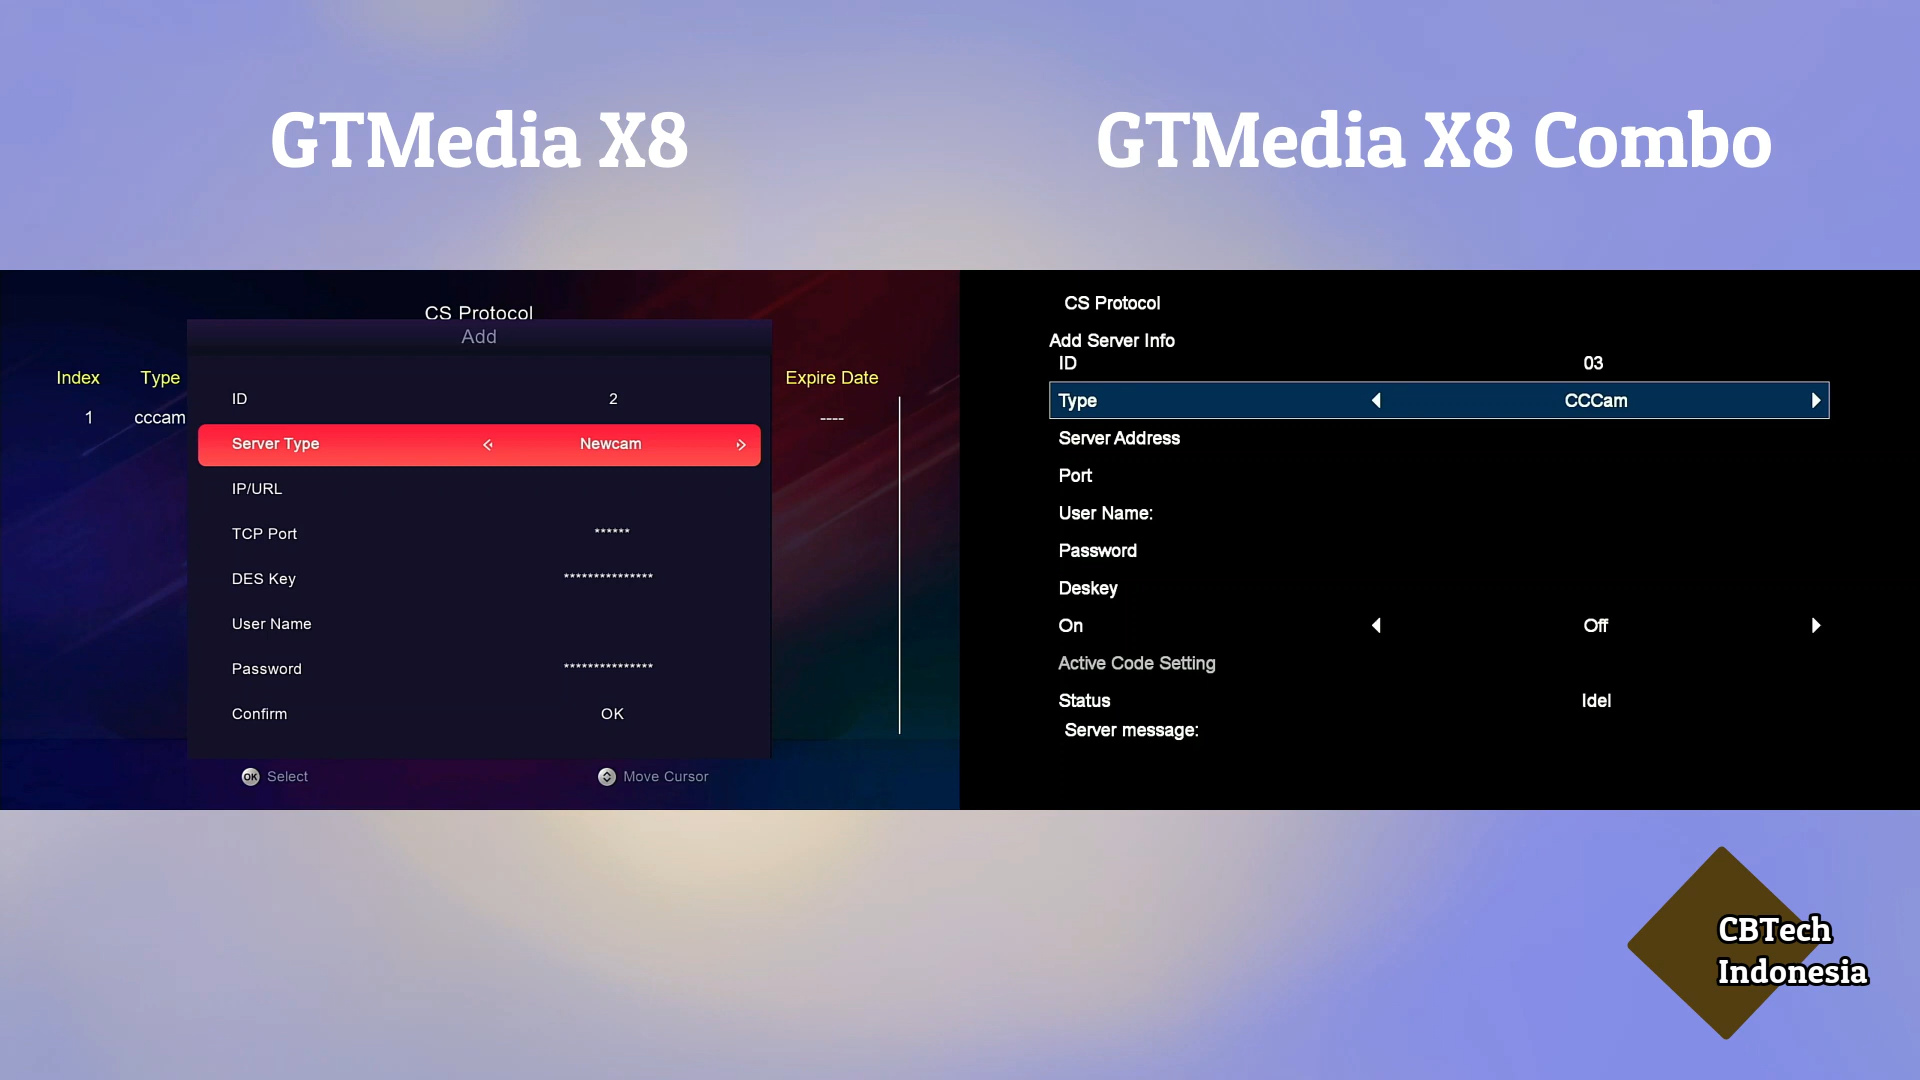 GTMedia X8
GTMedia X8 Combo
CS Protocol
Add
Index Type Expire Date
1 cccam ----
ID 2
Server Type Newcam
IP/URL
TCP Port ******
DES Key ***************
User Name
Password ***************
Confirm OK
OK Select Move Cursor
CS Protocol
Add Server Info
ID 03
Type CCCam
Server Address
Port
User Name:
Password
Deskey
On Off
Active Code Setting
Status Idel
Server message:
CBTech
Indonesia